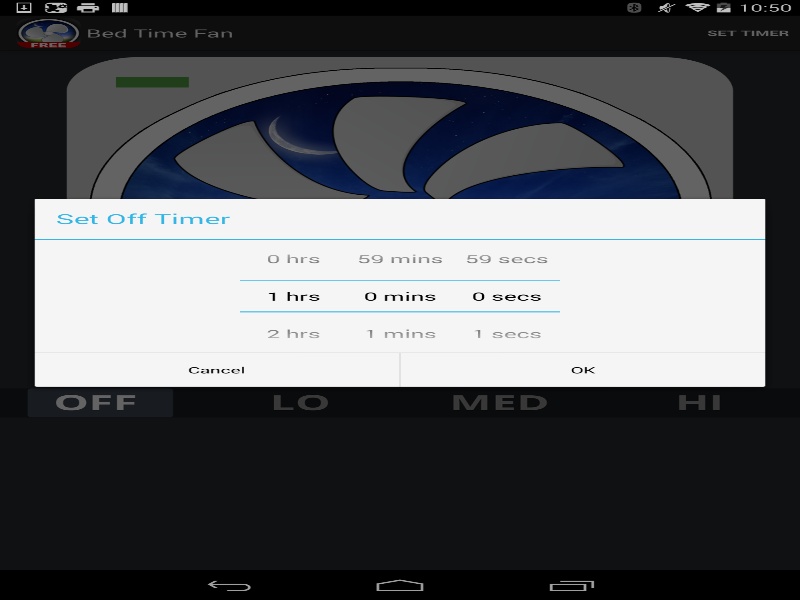 10:50
FREE
Bed Time Fan
SET TIMER
Set Off Timer
0 hrs 59 mins 59 secs
1 hrs 0 mins 0 secs
2 hrs 1 mins 1 secs
Cancel OK
OFF LO MED HI